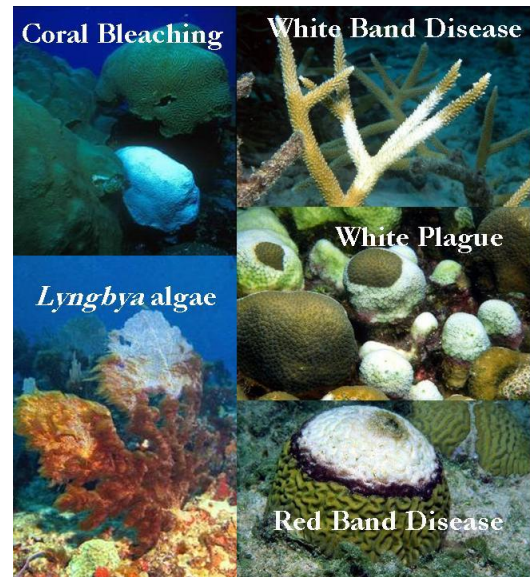 Coral Bleaching
White Band Disease
White Plague
Lyngbya algae
Red Band Disease